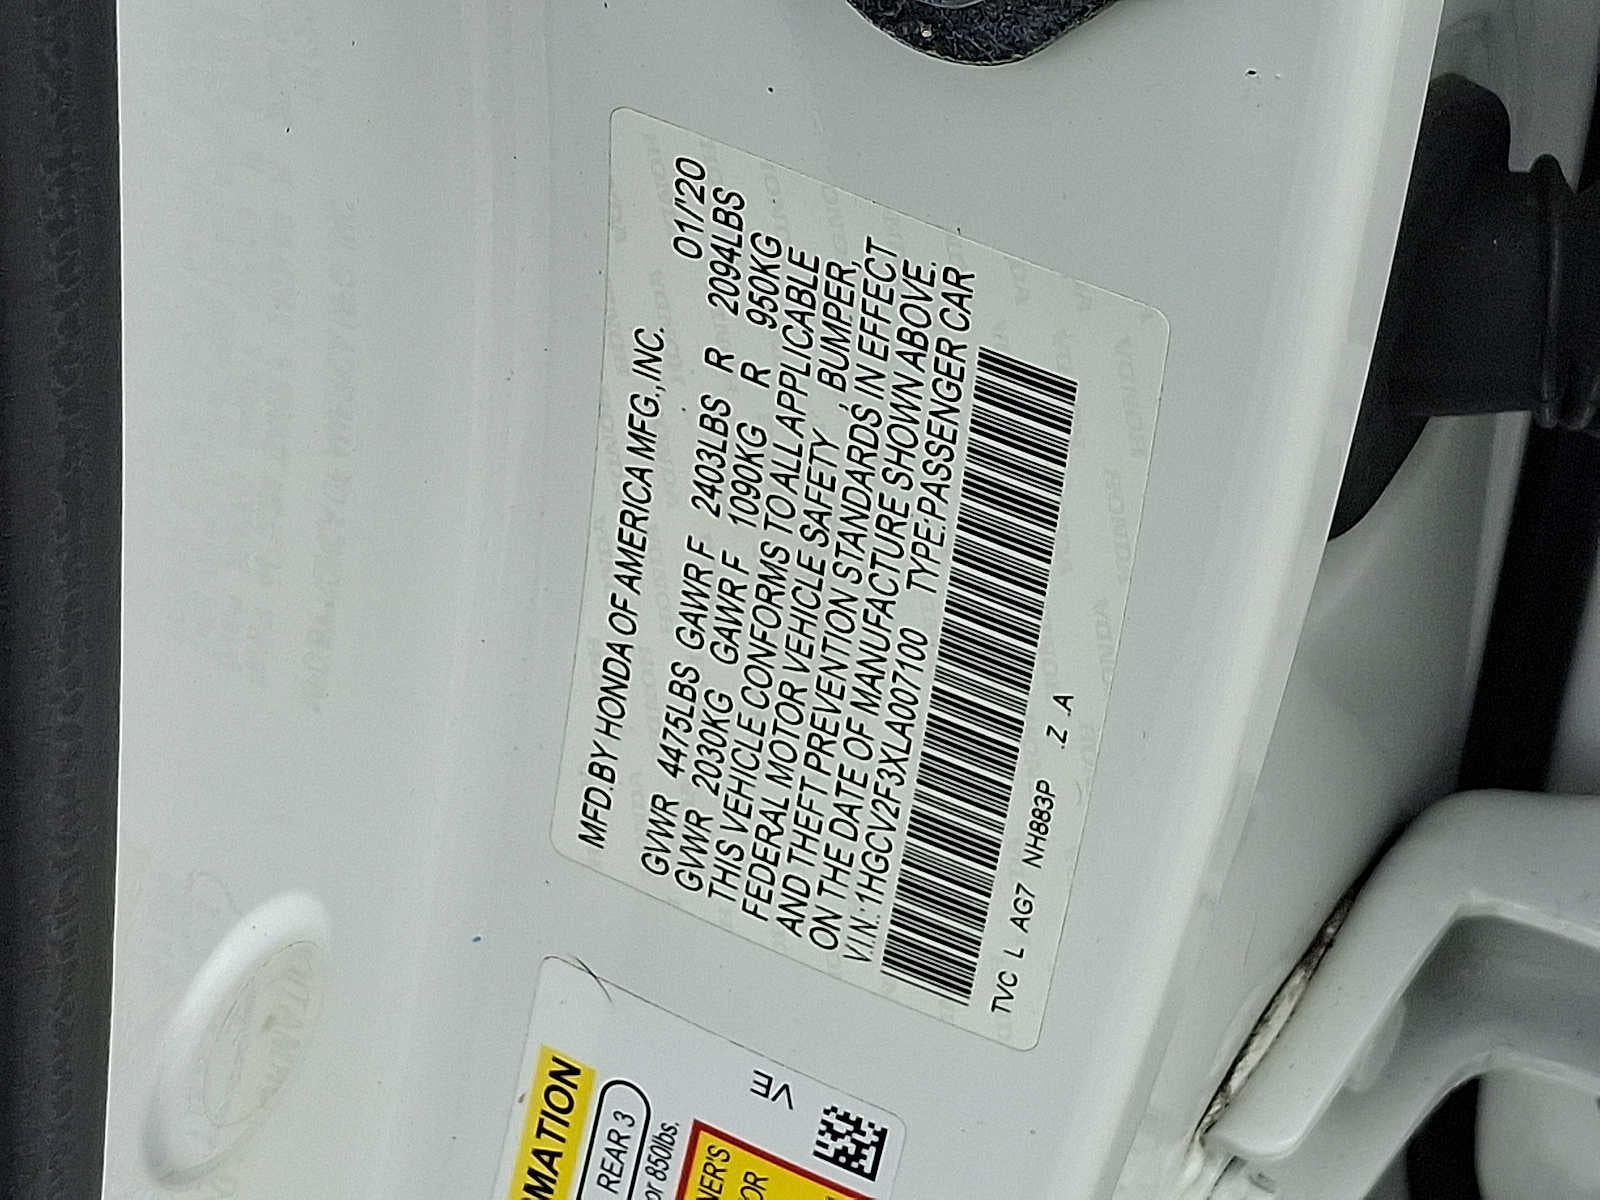 MFD. BY HONDA OF AMERICA MFG., INC. 01/'20
GVWR 4475LBS GAWR F 2403LBS R 2094LBS
GVWR 2030KG GAWR F 1090KG R 950KG
THIS VEHICLE CONFORMS TO ALL APPLICABLE
FEDERAL MOTOR VEHICLE SAFETY , BUMPER,
AND THEFT PREVENTION STANDARDS IN EFFECT
ON THE DATE OF MANUFACTURE SHOWN ABOVE.
V.I.N.: 1HGCV2F3XLA007100 TYPE:PASSENGER CAR
TVC L AG7 NH883P .Z .A
REAR 3
or 850lbs.